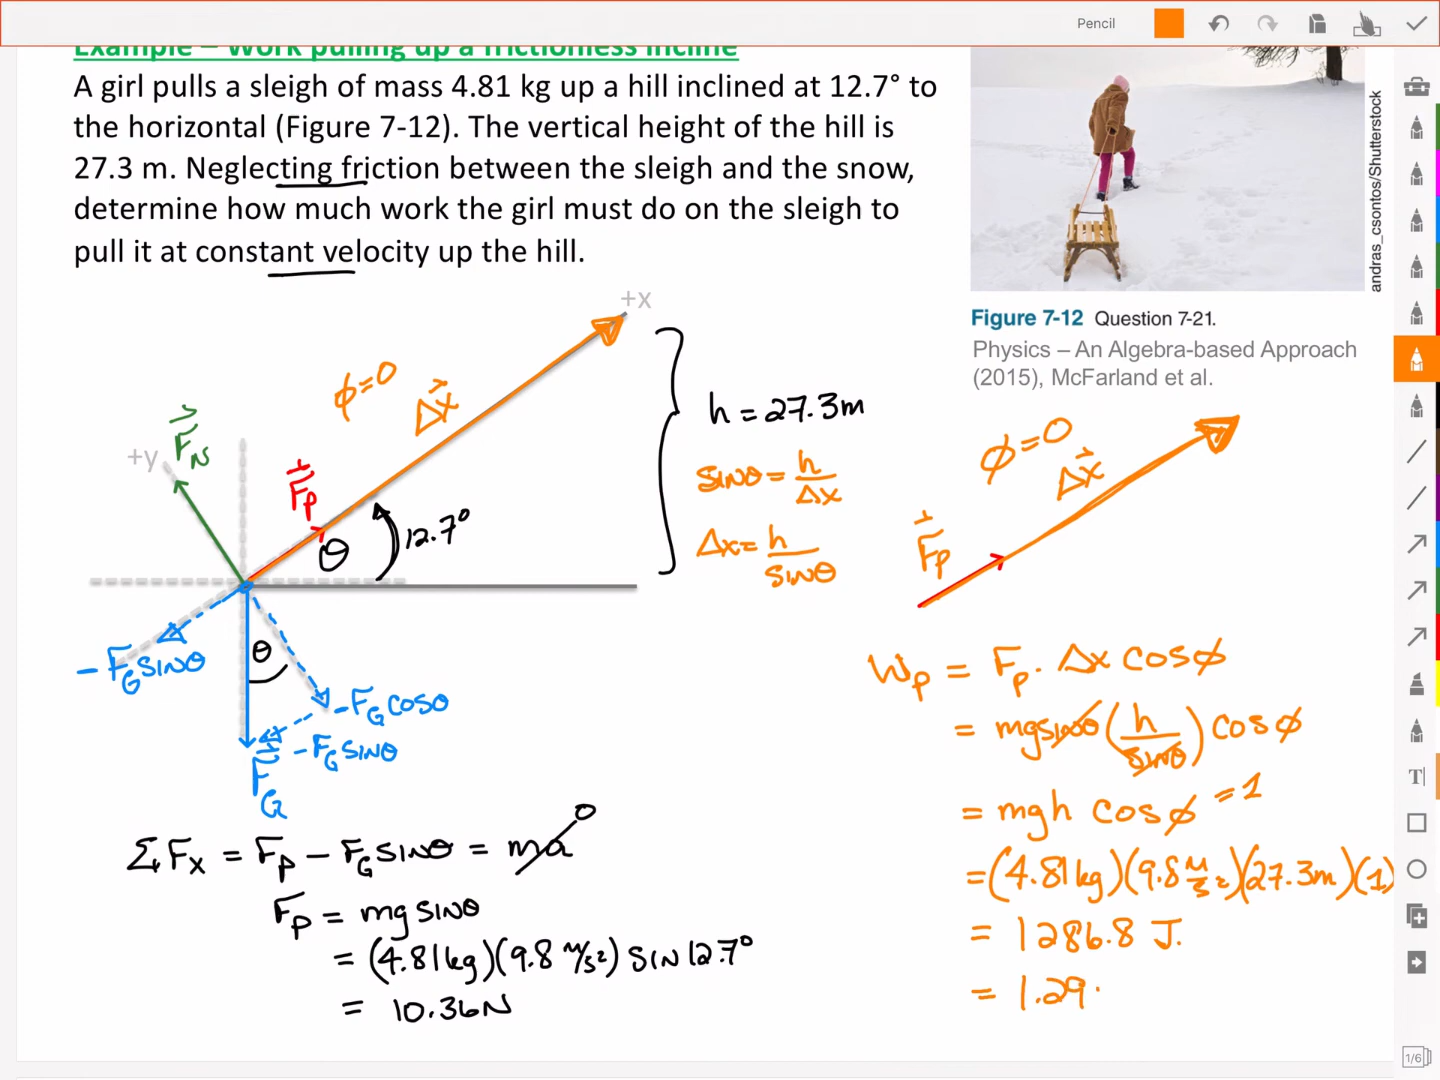 Pencil
Example – Work pulling up a frictionless incline
A girl pulls a sleigh of mass 4.81 kg up a hill inclined at 12.7° to
the horizontal (Figure 7-12). The vertical height of the hill is
27.3 m. Neglecting friction between the sleigh and the snow,
determine how much work the girl must do on the sleigh to
pull it at constant velocity up the hill.
andras_csontos/Shutterstock
Figure 7-12 Question 7-21.
Physics – An Algebra-based Approach
(2015), McFarland et al.
+x
ϕ=0
Δx
h = 27.3m
F_N
+y
F_P
θ
12.7°
sinθ = h/Δx
Δx = h/sinθ
ϕ=0
Δx
F_P
-F_G sinθ
θ
-F_G cosθ
-F_G sinθ
F_G
ΣF_x = F_P - F_G sinθ = ma 0
F_P = mg sinθ
= (4.81kg)(9.8 m/s²) sin 12.7°
= 10.36N
W_P = F_P · Δx cosϕ
= mg sinθ (h/sinθ) cosϕ
= mgh cosϕ =1
= (4.81kg)(9.8 m/s²)(27.3m)(1)
= 1286.8 J.
= 1.29·
T
1/6